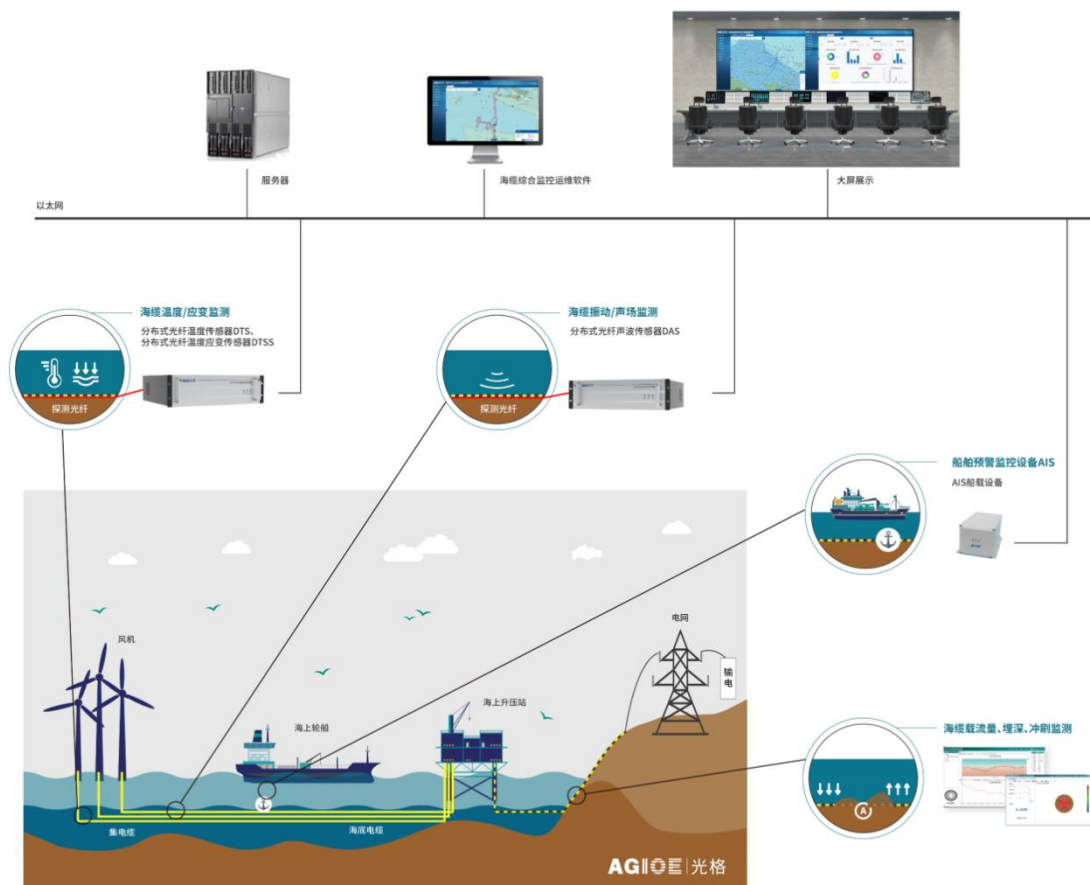 服务器
海缆综合监控运维软件
大屏展示
以太网
海缆温度/应变监测
分布式光纤温度传感器DTS、
分布式光纤温度应变传感器DTSS
探测光纤
海缆振动/声场监测
分布式光纤声波传感器DAS
探测光纤
船舶预警监控设备AIS
AIS船载设备
电网
输电
风机
海上轮船
海上升压站
海缆载流量、埋深、冲刷监测
A
集电缆
海底电缆
AGIOE 光格